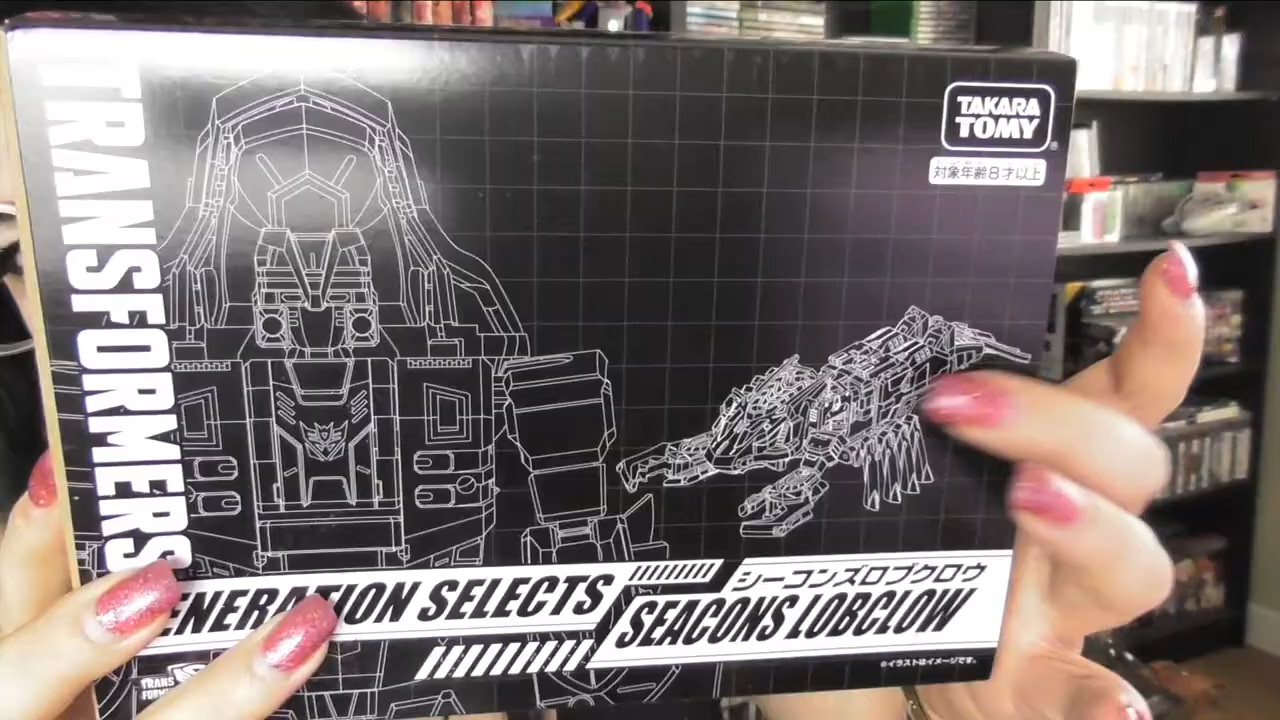 TRANSFORMERS
TAKARA
TOMY
対象年齢8才以上
ENERATION SELECTS
シーコンズロブクロウ
SEACONS LOBCLOW
※イラストはイメージです。
TRANS